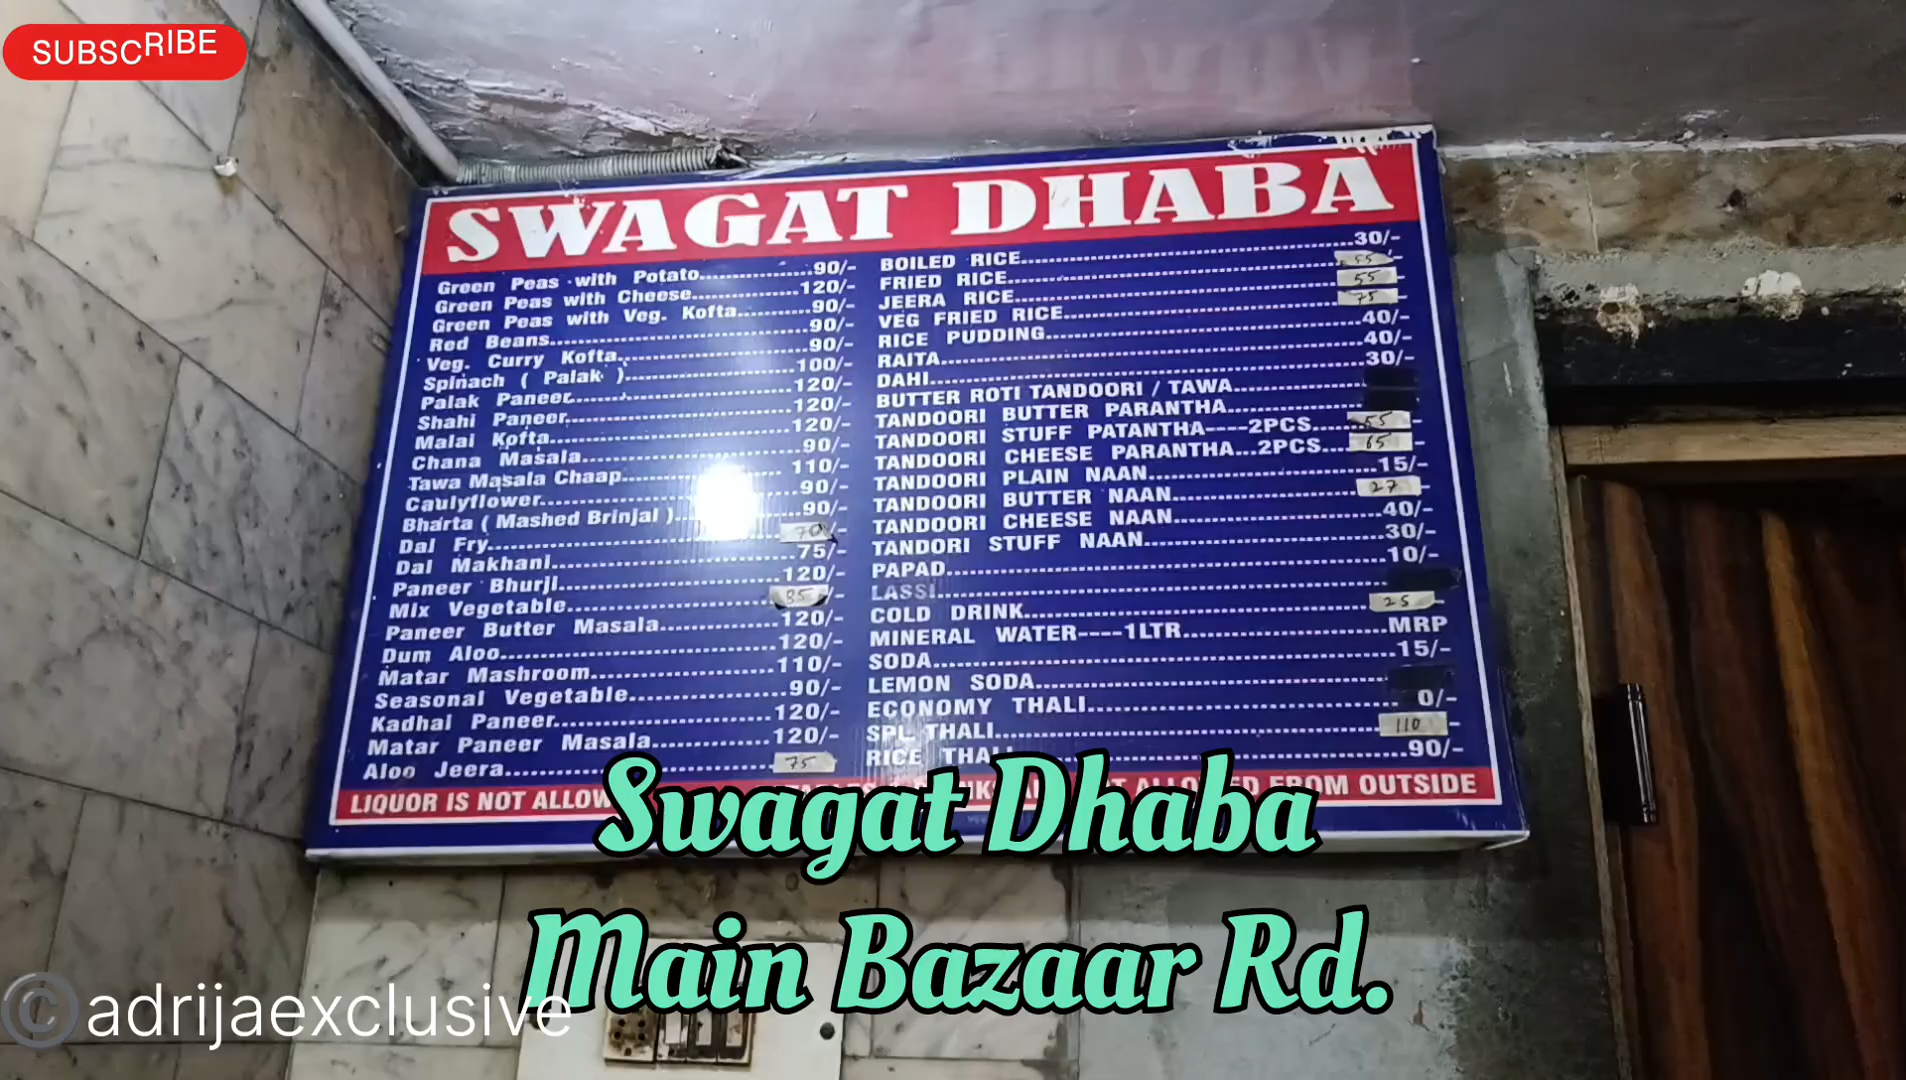 SUBSCRIBE
SWAGAT DHABA
Green Peas with Potato 90/-
Green Peas with Cheese 120/-
Green Peas with Veg. Kofta 90/-
Red Beans 90/-
Veg. Curry Kofta 90/-
Spinach ( Palak ) 100/-
Palak Paneer 120/-
Shahi Paneer 120/-
Malai Kofta 120/-
Chana Masala 90/-
Tawa Masala Chaap 110/-
Caulyflower 90/-
Bharta ( Mashed Brinjal ) 90/-
Dal Fry 70/-
Dal Makhani 75/-
Paneer Bhurji 120/-
Mix Vegetable 85/-
Paneer Butter Masala 120/-
Dum Aloo 120/-
Matar Mashroom 110/-
Seasonal Vegetable 90/-
Kadhai Paneer 120/-
Matar Paneer Masala 120/-
Aloo Jeera 75
BOILED RICE 30/-
FRIED RICE 55-
JEERA RICE 55-
VEG FRIED RICE 75-
RICE PUDDING 40/-
RAITA 40/-
DAHI 30/-
BUTTER ROTI TANDOORI / TAWA
TANDOORI BUTTER PARANTHA
TANDOORI STUFF PATANTHA----2PCS 55-
TANDOORI CHEESE PARANTHA...2PCS 65-
TANDOORI PLAIN NAAN 15/-
TANDOORI BUTTER NAAN 27-
TANDOORI CHEESE NAAN 40/-
TANDORI STUFF NAAN 30/-
PAPAD 10/-
LASSI
COLD DRINK 25-
MINERAL WATER----1LTR MRP
SODA 15/-
LEMON SODA
ECONOMY THALI 0/-
SPL THALI 110-
RICE THALI 90/-
LIQUOR IS NOT ALLOW ALLOWED FROM OUTSIDE
Swagat Dhaba
Main Bazaar Rd.
©adrijaexclusive